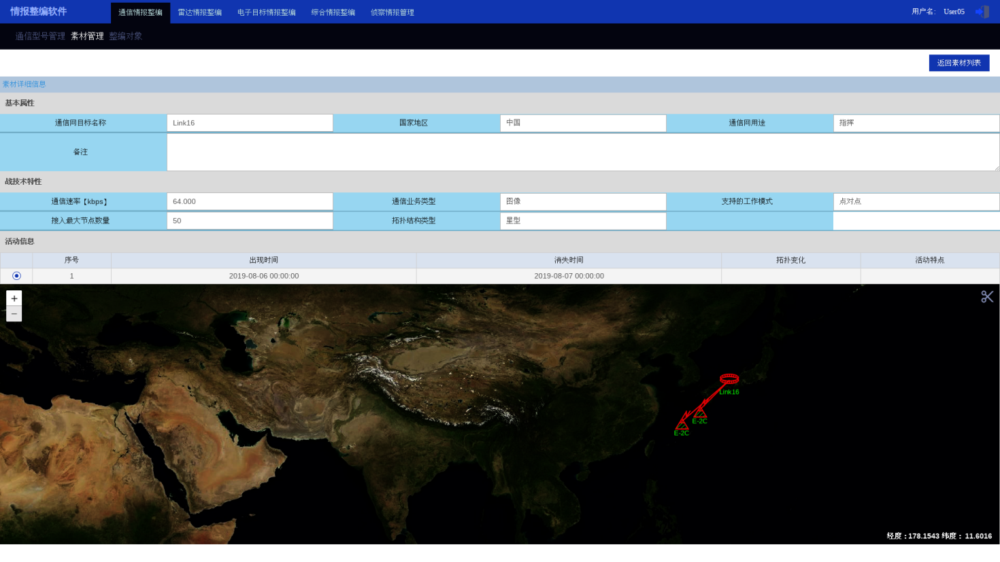 情报整编软件 通信情报整编 雷达情报整编 电子目标情报整编 综合情报整编 侦察情报管理 用户名: User05
通信型号管理 素材管理 整编对象
返回素材列表
素材详细信息
基本属性
通信网目标名称 Link16 国家地区 中国 通信网用途 指挥
备注
战技术特性
通信速率【kbps】 64.000 通信业务类型 图像 支持的工作模式 点对点
接入最大节点数量 50 拓扑结构类型 星型
活动信息
序号 出现时间 消失时间 拓扑变化 活动特点
1 2019-08-06 00:00:00 2019-08-07 00:00:00
+
−
Link16
E-2C
E-2C
经度：178.1543 纬度： 11.6016